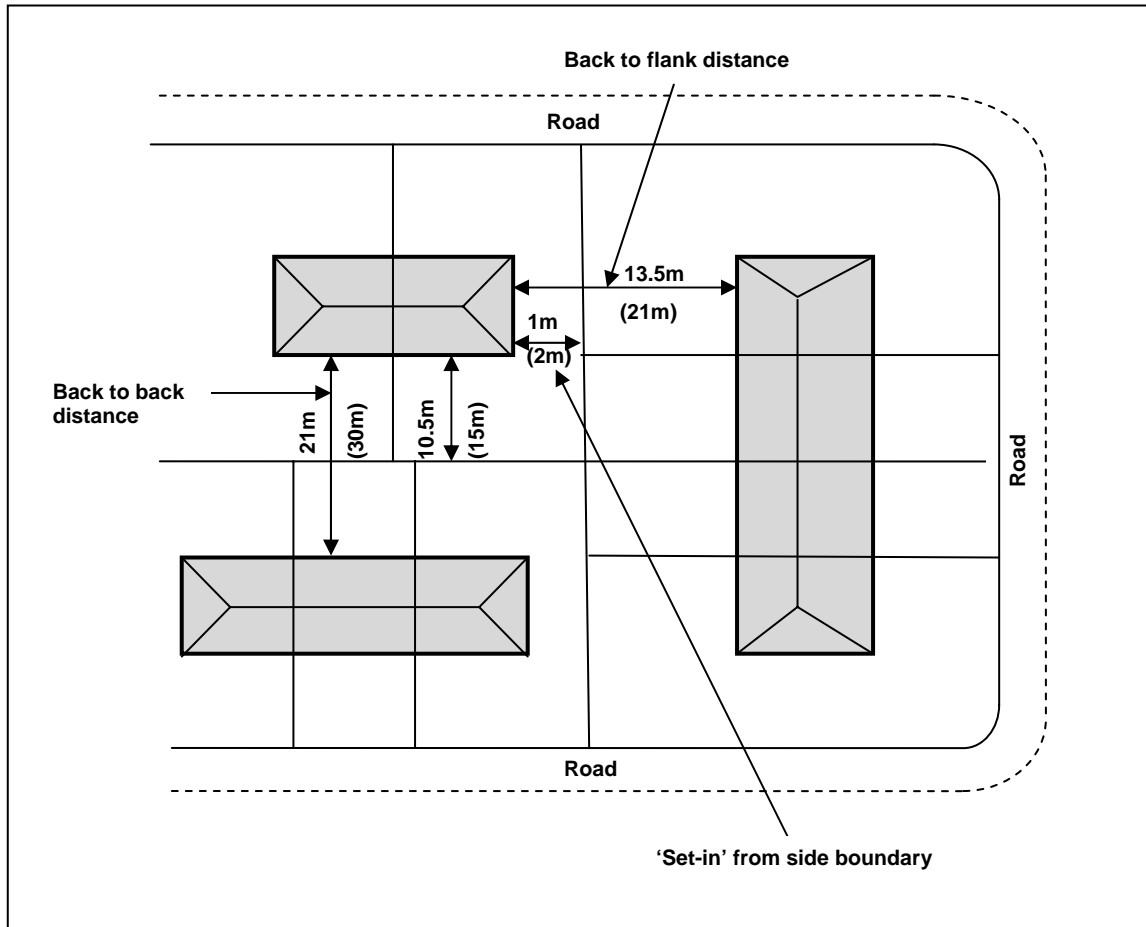 Back to flank distance
Road
13.5m
(21m)
1m
(2m)
Back to back
distance
21m
(30m)
10.5m
(15m)
Road
Road
‘Set-in’ from side boundary